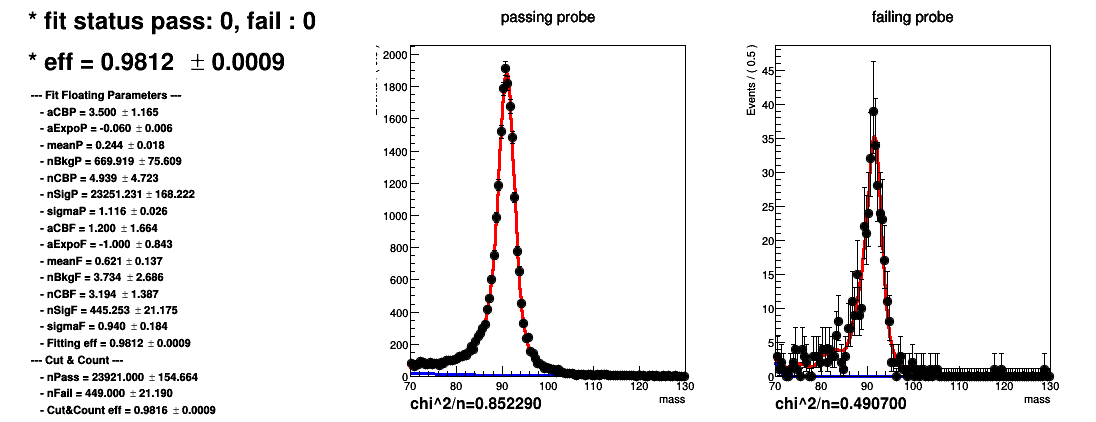 * fit status pass: 0, fail : 0
* eff = 0.9812 ± 0.0009
--- Fit Floating Parameters ---
- aCBP = 3.500 ± 1.165
- aExpoP = -0.060 ± 0.006
- meanP = 0.244 ± 0.018
- nBkgP = 669.919 ± 75.609
- nCBP = 4.939 ± 4.723
- nSigP = 23251.231 ± 168.222
- sigmaP = 1.116 ± 0.026
- aCBF = 1.200 ± 1.664
- aExpoF = -1.000 ± 0.843
- meanF = 0.621 ± 0.137
- nBkgF = 3.734 ± 2.686
- nCBF = 3.194 ± 1.387
- nSigF = 445.253 ± 21.175
- sigmaF = 0.940 ± 0.184
- Fitting eff = 0.9812 ± 0.0009
--- Cut & Count ---
- nPass = 23921.000 ± 154.664
- nFail = 449.000 ± 21.190
- Cut&Count eff = 0.9816 ± 0.0009
passing probe
2000
1800
1600
1400
1200
1000
800
600
400
200
0
70 80 90 100 110 120 130
mass
chi^2/n=0.852290
failing probe
Events / ( 0.5 )
45
40
35
30
25
20
15
10
5
0
70 80 90 100 110 120 130
mass
chi^2/n=0.490700